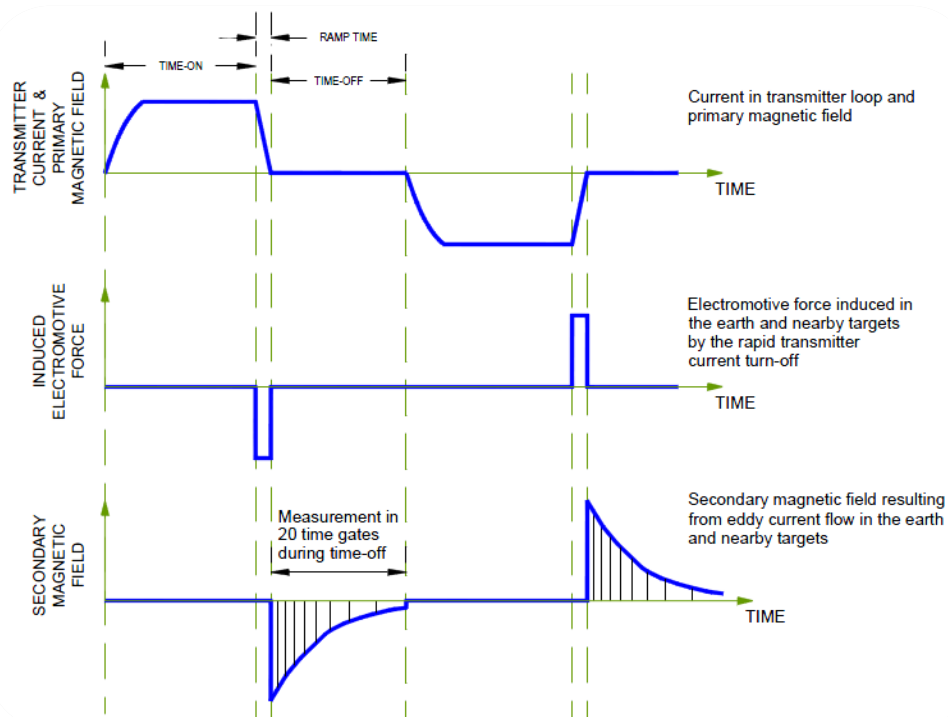 RAMP TIME
TIME-ON
TIME-OFF
TRANSMITTER
CURRENT &
PRIMARY
MAGNETIC FIELD
Current in transmitter loop and
primary magnetic field
TIME
INDUCED
ELECTROMOTIVE
FORCE
Electromotive force induced in
the earth and nearby targets
by the rapid transmitter
current turn-off
TIME
SECONDARY
MAGNETIC
FIELD
Measurement in
20 time gates
during time-off
Secondary magnetic field resulting
from eddy current flow in the earth
and nearby targets
TIME